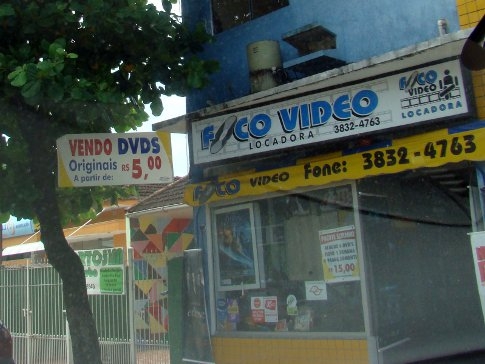 VENDO DVDS
Originais R$ 5,00
A partir de:
FOCO VIDEO
LOCADORA 3832-4763
FOCO
VIDEO
LOCADORA
FOCO VIDEO Fone: 3832-4763
15,00